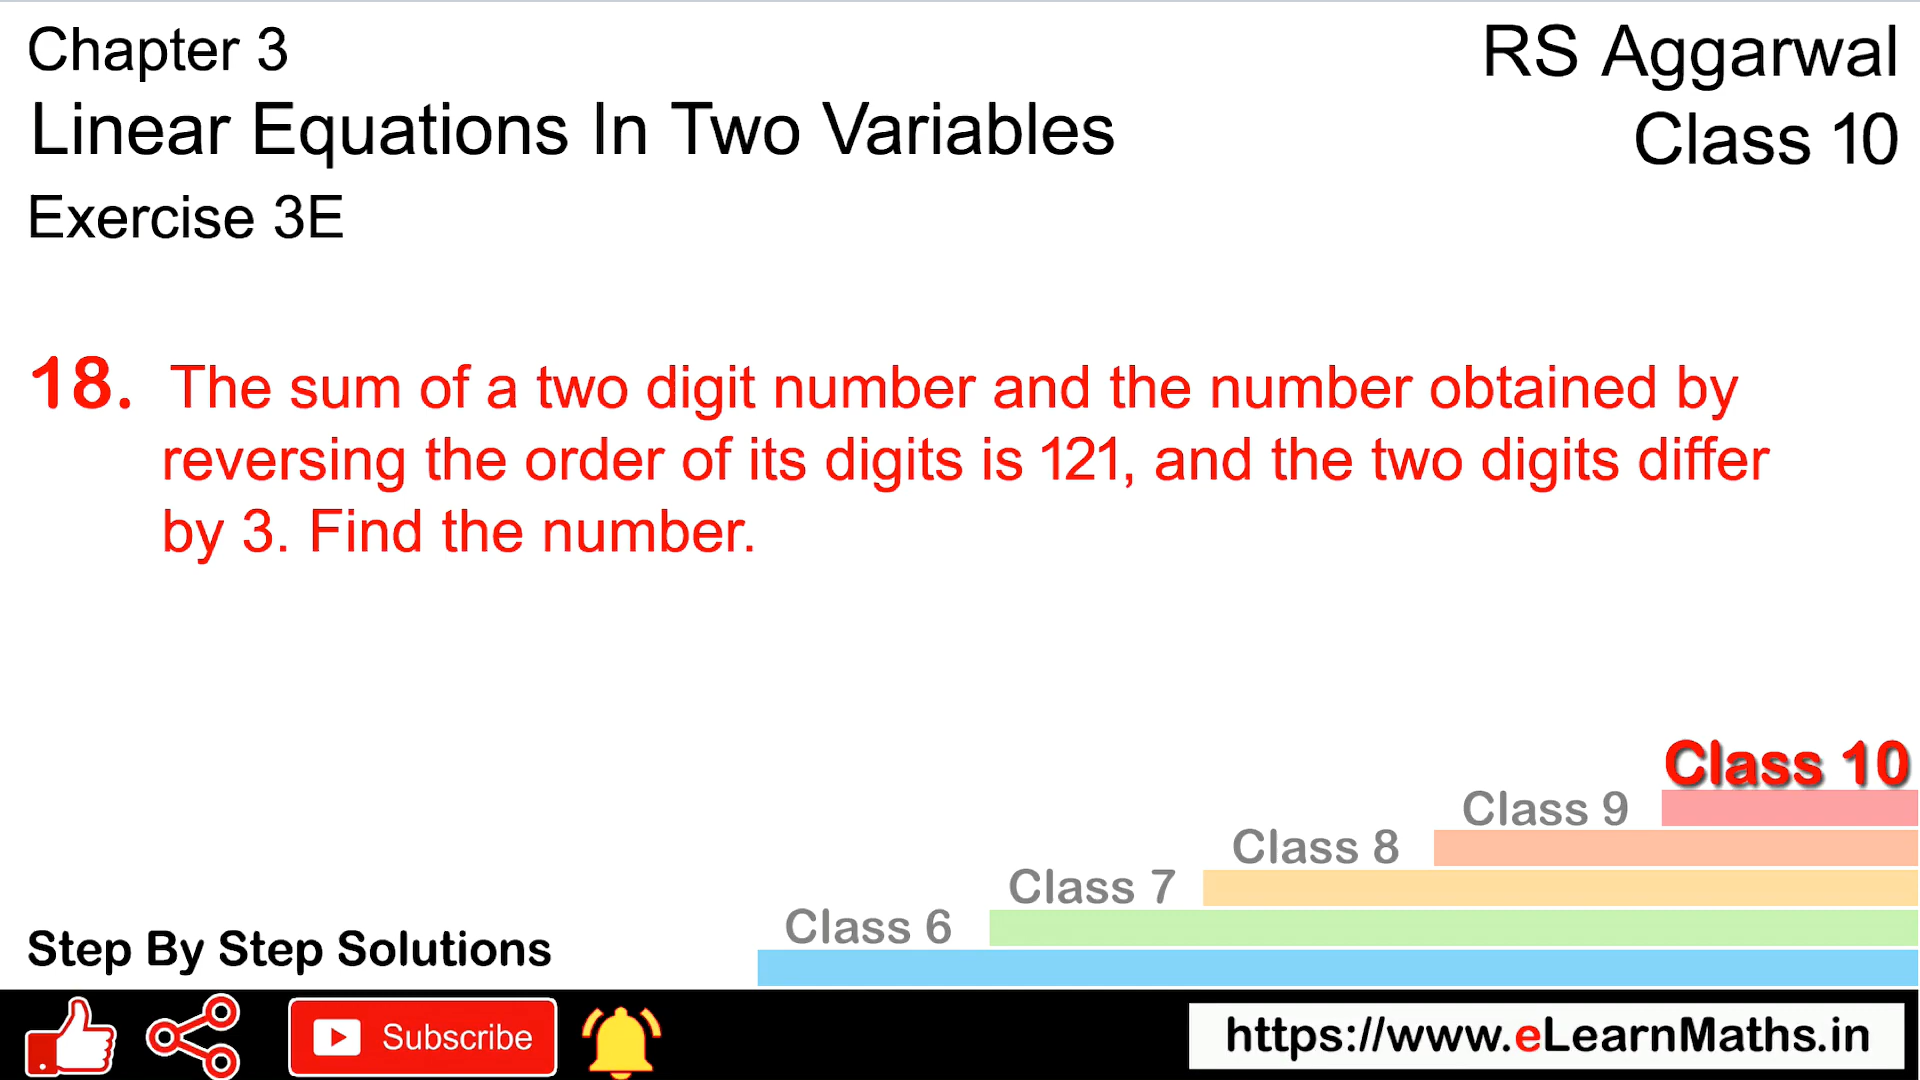 Chapter 3
RS Aggarwal
Linear Equations In Two Variables
Class 10
Exercise 3E
18. The sum of a two digit number and the number obtained by
reversing the order of its digits is 121, and the two digits differ
by 3. Find the number.
Class 10
Class 9
Class 8
Class 7
Class 6
Step By Step Solutions
Subscribe
https://www.eLearnMaths.in